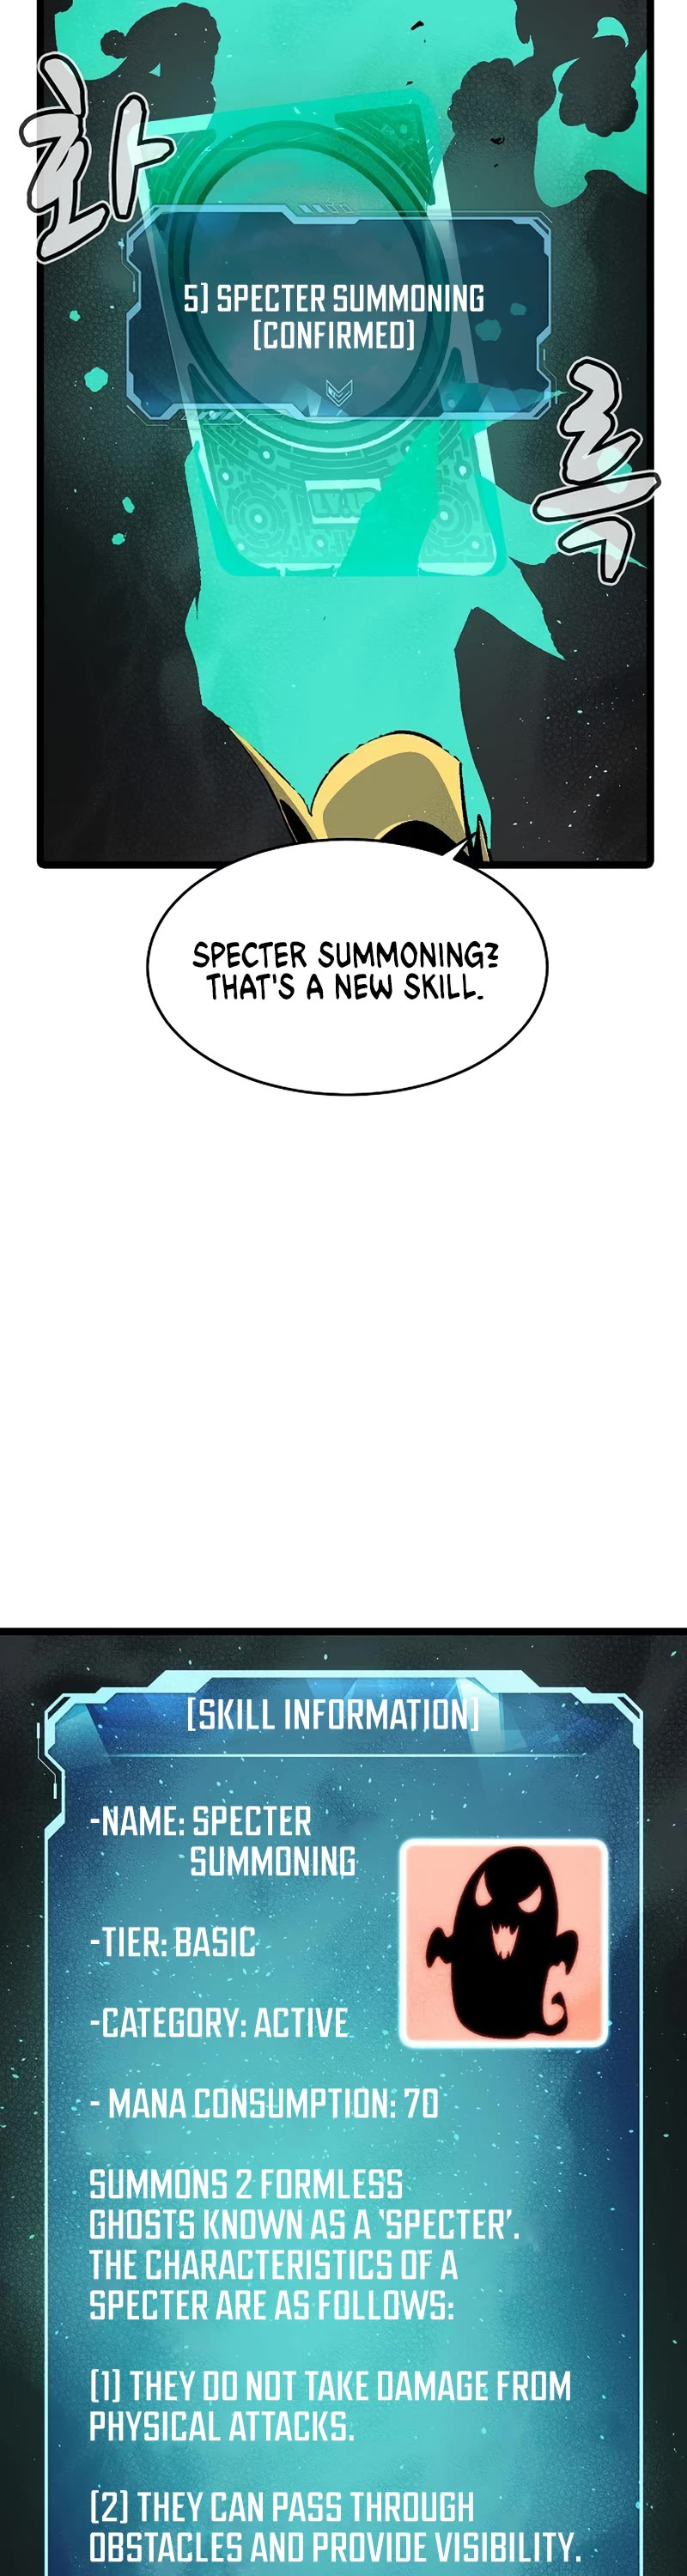 화
5) SPECTER SUMMONING
[CONFIRMED]
륵
SPECTER SUMMONING?
THAT'S A NEW SKILL.
[SKILL INFORMATION]
-NAME: SPECTER
SUMMONING
-TIER: BASIC
-CATEGORY: ACTIVE
- MANA CONSUMPTION: 70
SUMMONS 2 FORMLESS
GHOSTS KNOWN AS A 'SPECTER'.
THE CHARACTERISTICS OF A
SPECTER ARE AS FOLLOWS:
(1) THEY DO NOT TAKE DAMAGE FROM
PHYSICAL ATTACKS.
(2) THEY CAN PASS THROUGH
OBSTACLES AND PROVIDE VISIBILITY.